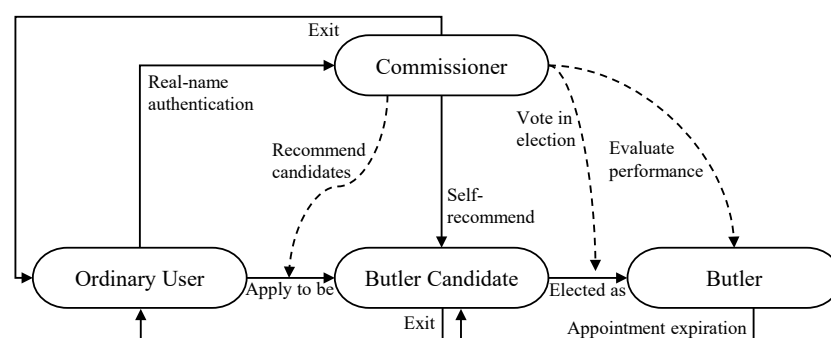 Exit
Commissioner
Real-name
authentication
Vote in
election
Recommend
candidates
Evaluate
performance
Self-
recommend
Ordinary User
Butler Candidate
Butler
Apply to be
Elected as
Exit
Appointment expiration